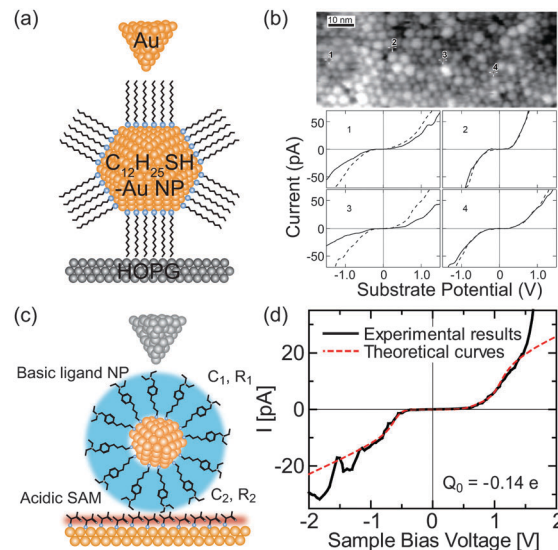 (a)
Au
C12H25SH
-Au NP
HOPG
(b)
10 nm
1
2
3
4
Current (pA)
50
0
-50
50
0
-50
1
2
3
4
-1.0 0 1.0
-1.0 0 1.0
Substrate Potential (V)
(c)
Basic ligand NP
C1, R1
Acidic SAM
C2, R2
(d)
Experimental results
Theoretical curves
I [pA]
20
0
-20
Q0 = -0.14 e
-2 -1 0 1 2
Sample Bias Voltage [V]